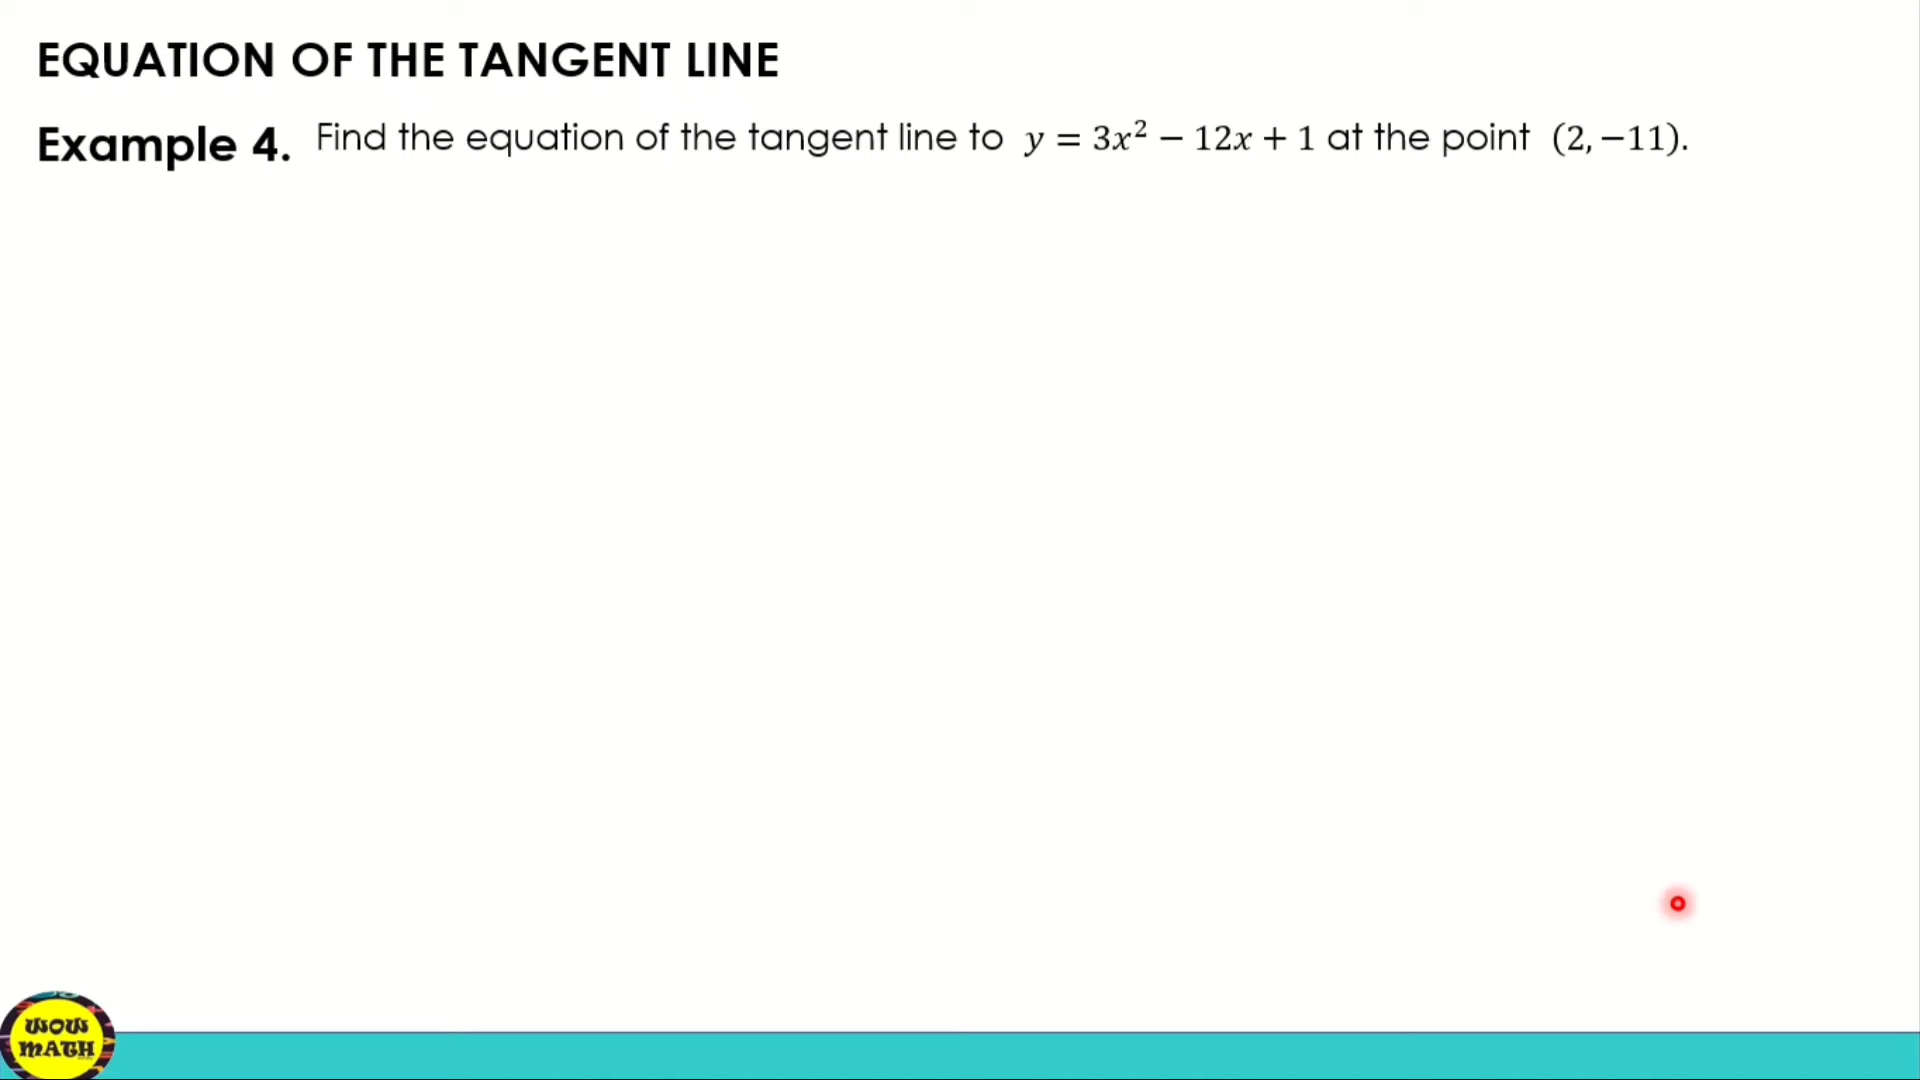 EQUATION OF THE TANGENT LINE
Example 4. Find the equation of the tangent line to y = 3x² − 12x + 1 at the point (2, −11).
WOW
MATH